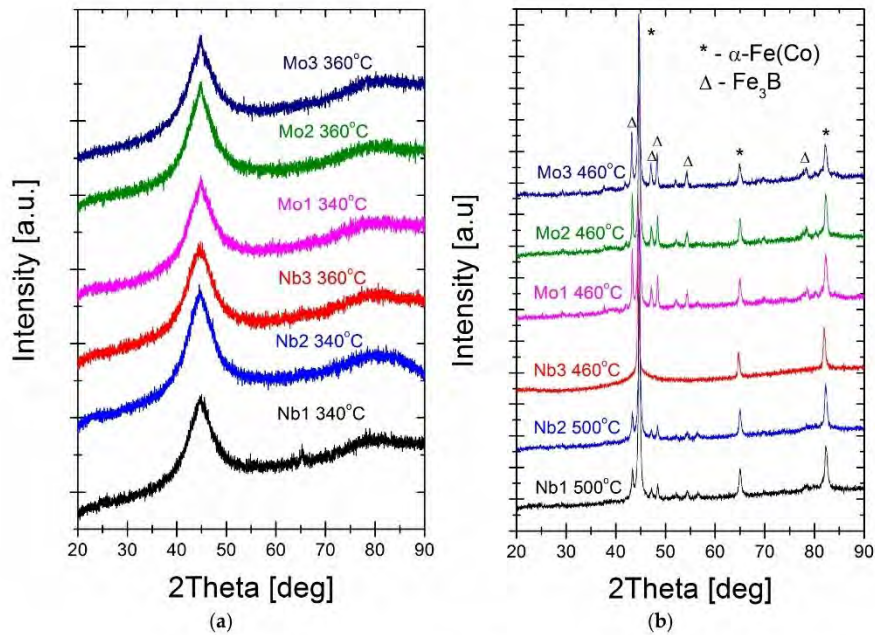 Intensity [a.u.]
Mo3 360°C
Mo2 360°C
Mo1 340°C
Nb3 360°C
Nb2 340°C
Nb1 340°C
20 30 40 50 60 70 80 90
2Theta [deg]
(a)
Intensity [a.u]
*
* - α-Fe(Co)
Δ - Fe₃B
Δ Δ Δ Δ * Δ *
Mo3 460°C
Mo2 460°C
Mo1 460°C
Nb3 460°C
Nb2 500°C
Nb1 500°C
20 30 40 50 60 70 80 90
2Theta [deg]
(b)